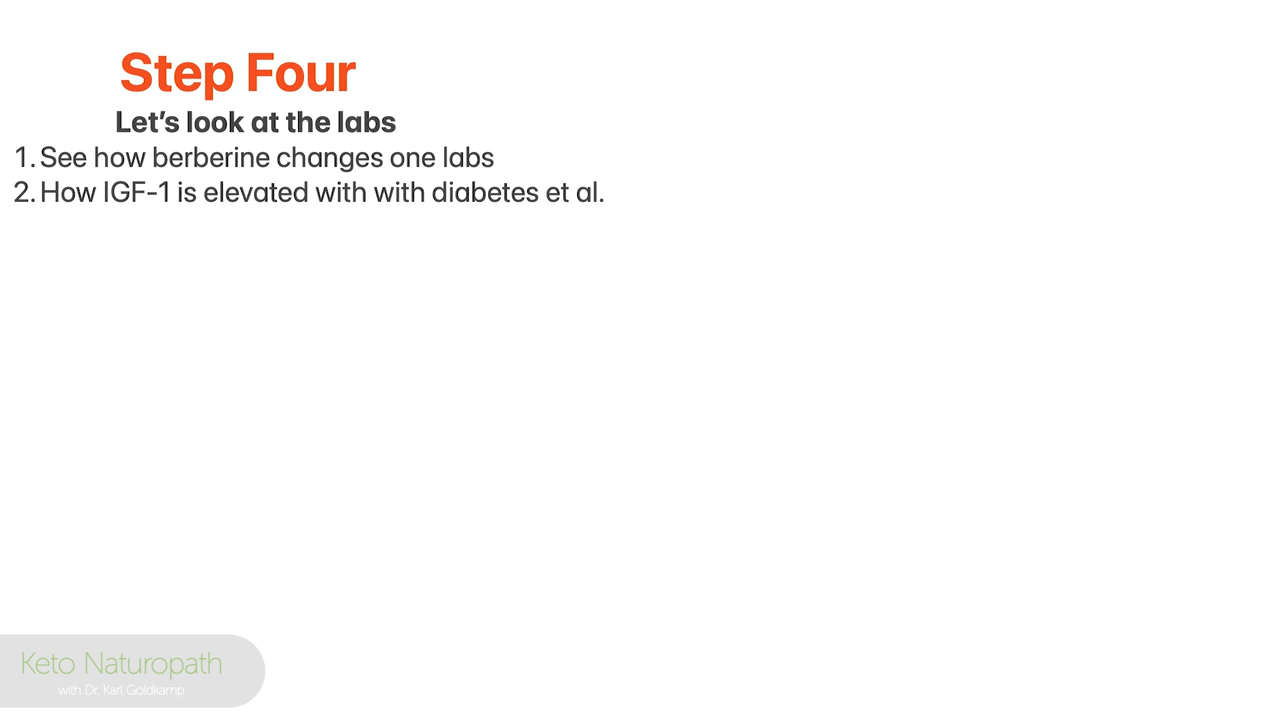 Step Four
Let's look at the labs
1. See how berberine changes one labs
2. How IGF-1 is elevated with with diabetes et al.
Keto Naturopath
with Dr. Karl Goldkamp